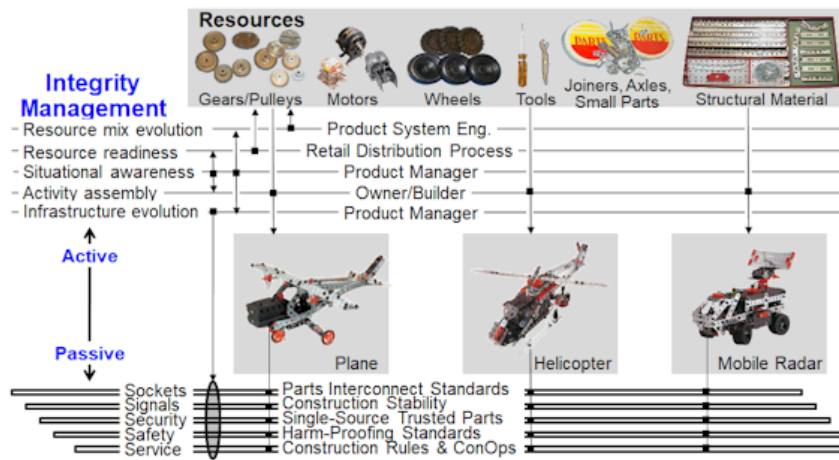 Resources
PARTS
PARTS
Gears/Pulleys
Motors
Wheels
Tools
Joiners, Axles,
Small Parts
Structural Material
Integrity
Management
Resource mix evolution
Product System Eng.
Resource readiness
Retail Distribution Process
Situational awareness
Product Manager
Activity assembly
Owner/Builder
Infrastructure evolution
Product Manager
Active
Passive
Plane
Helicopter
Mobile Radar
Sockets
Parts Interconnect Standards
Signals
Construction Stability
Security
Single-Source Trusted Parts
Safety
Harm-Proofing Standards
Service
Construction Rules & ConOps